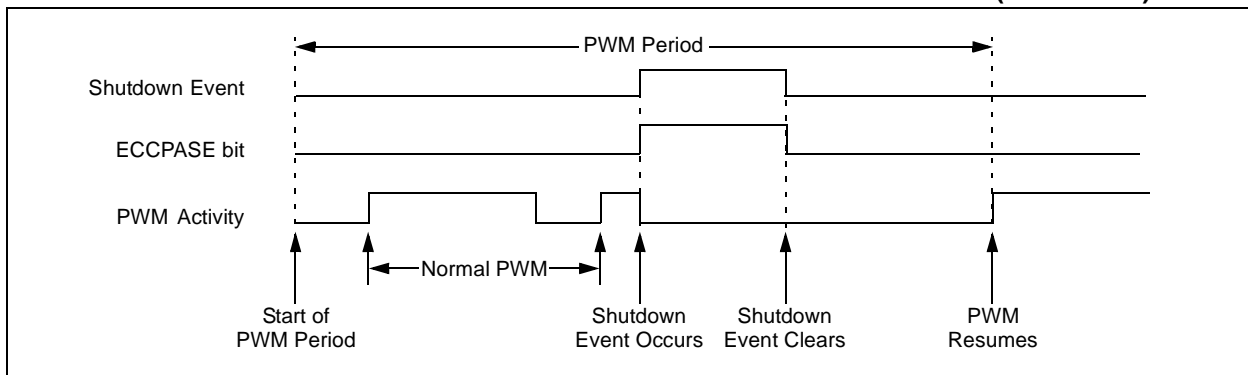 PWM Period
Shutdown Event
ECCPASE bit
PWM Activity
Normal PWM
Start of
PWM Period
Shutdown
Event Occurs
Shutdown
Event Clears
PWM
Resumes